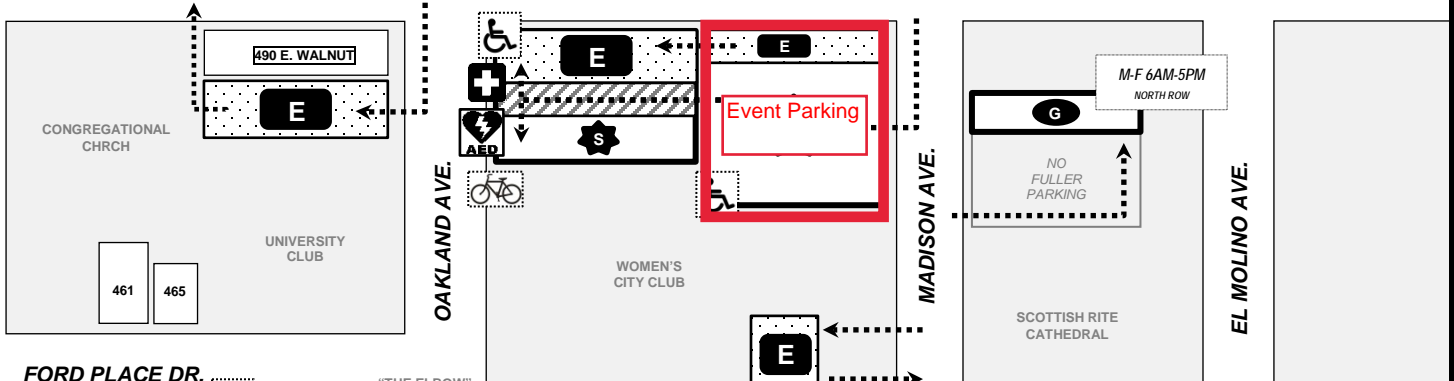 490 E. WALNUT
E
CONGREGATIONAL
CHRCH
UNIVERSITY
CLUB
461
465
OAKLAND AVE.
FORD PLACE DR.
E
E
Event Parking
S
AED
WOMEN'S
CITY CLUB
"THE ELBOW"
E
MADISON AVE.
M-F 6AM-5PM
NORTH ROW
G
NO
FULLER
PARKING
SCOTTISH RITE
CATHEDRAL
EL MOLINO AVE.